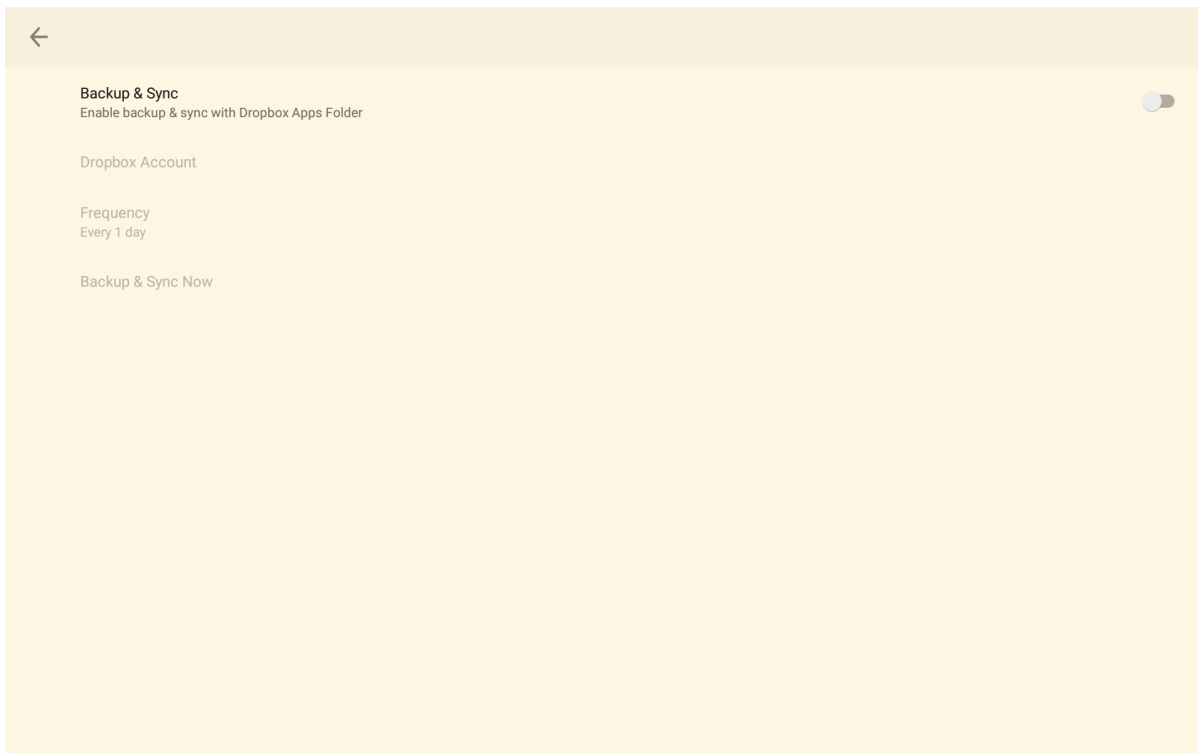 Backup & Sync
Enable backup & sync with Dropbox Apps Folder
Dropbox Account
Frequency
Every 1 day
Backup & Sync Now